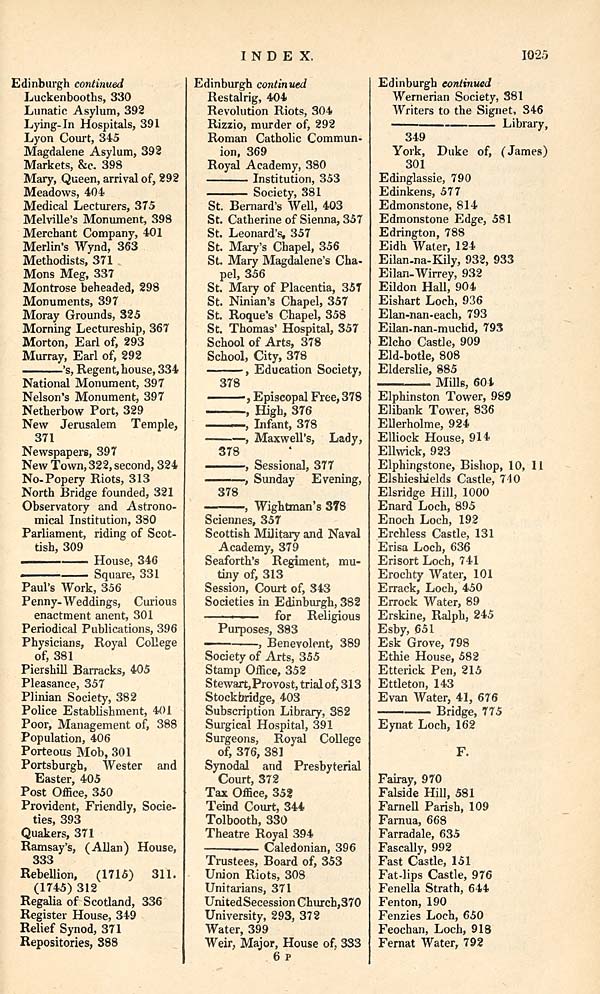 INDEX. 1025
Edinburgh continued
Luckenbooths, 330
Lunatic Asylum, 392
Lying-In Hospitals, 391
Lyon Court, 345
Magdalene Asylum, 392
Markets, &c. 398
Mary, Queen, arrival of, 292
Meadows, 404
Medical Lecturers, 375
Melville's Monument, 398
Merchant Company, 401
Merlin's Wynd, 363
Methodists, 371
Mons Meg, 337
Montrose beheaded, 298
Monuments, 397
Moray Grounds, 325
Morning Lectureship, 367
Morton, Earl of, 293
Murray, Earl of, 292
———'s, Regent, house, 334
National Monument, 397
Nelson's Monument, 397
Netherbow Port, 329
New Jerusalem Temple,
371
Newspapers, 397
New Town, 322, second, 324
No-Popery Riots, 313
North Bridge founded, 321
Observatory and Astrono-
mical Institution, 380
Parliament, riding of Scot-
tish, 309
———— House, 346
———— Square, 331
Paul's Work, 356
Penny-Weddings, Curious
enactment anent, 301
Periodical Publications, 396
Physicians, Royal College
of, 381
Piershill Barracks, 405
Pleasance, 357
Plinian Society, 382
Police Establishment, 401
Poor, Management of, 388
Population, 406
Porteous Mob, 301
Portsburgh, Wester and
Easter, 405
Post Office, 350
Provident, Friendly, Socie-
ties, 393
Quakers, 371
Ramsay's, (Allan) House,
333
Rebellion, (1715) 311.
(1745) 312
Regalia of Scotland, 336
Register House, 349
Relief Synod, 371
Repositories, 388
Edinburgh continued
Restalrig, 404
Revolution Riots, 304
Rizzio, murder of, 292
Roman Catholic Commun-
ion, 369
Royal Academy, 380
——— Institution, 353
——— Society, 381
St. Bernard's Well, 403
St. Catherine of Sienna, 357
St. Leonard's, 357
St. Mary's Chapel, 356
St. Mary Magdalene's Cha-
pel, 356
St. Mary of Placentia, 357
St. Ninian's Chapel, 357
St. Roque's Chapel, 358
St. Thomas' Hospital, 357
School of Arts, 378
School, City, 378
———, Education Society,
378
———, Episcopal Free, 378
———, High, 376
———, Infant, 378
———, Maxwell's, Lady,
378
———, Sessional, 377
———, Sunday Evening,
378
———, Wightman's 378
Sciennes, 357
Scottish Military and Naval
Academy, 379
Seaforth's Regiment, mu-
tiny of, 313
Session, Court of, 343
Societies in Edinburgh, 382
———— for Religious
Purposes, 383
————, Benevolent, 389
Society of Arts, 355
Stamp Office, 352
Stewart, Provost, trial of, 313
Stockbridge, 403
Subscription Library, 382
Surgical Hospital, 391
Surgeons, Royal College
of, 376, 381
Synodal and Presbyterial
Court, 372
Tax Office, 352
Teind Court, 344
Tolbooth, 330
Theatre Royal 394
———— Caledonian, 396
Trustees, Board of, 353
Union Riots, 308
Unitarians, 371
United Secession Church, 370
University, 293, 372
Water, 399
Weir, Major, House of, 333
6 P
Edinburgh continued
Wernerian Society, 381
Writers to the Signet, 346
———————— Library,
349
York, Duke of, (James)
301
Edinglassie, 790
Edinkens, 577
Edmonstone, 814
Edmonstone Edge, 581
Edrington, 788
Eidh Water, 124
Eilan-na-Kily, 932, 933
Eilan-Wirrey, 932
Eildon Hall, 904
Eishart Loch, 936
Elan-nan-each, 793
Eilan-nan-muchd, 793
Elcho Castle, 909
Eld-botle, 808
Elderslie, 885
———— Mills, 604
Elphinston Tower, 989
Elibank Tower, 836
Ellerholme, 924
Elliock House, 914
Ellwick, 923
Elphingstone, Bishop, 10, 11
Elshieshields Castle, 740
Elsridge Hill, 1000
Enard Loch, 895
Enoch Loch, 192
Erchless Castle, 131
Erisa Loch, 636
Erisort Loch, 741
Erochty Water, 101
Errack, Loch, 450
Errock Water, 89
Erskine, Ralph, 245
Esby, 651
Esk Grove, 798
Ethie House, 582
Etterick Pen, 215
Ettleton, 143
Evan Water, 41, 676
———— Bridge, 775
Eynat Loch, 162
F.
Fairay, 970
Falside Hill, 581
Farnell Parish, 109
Farnua, 668
Farradale, 635
Fascally, 992
Fast Castle, 151
Fat-lips Castle, 976
Fenella Strath, 644
Fenton, 190
Fenzies Loch, 650
Feochan, Loch, 918
Fernat Water, 792